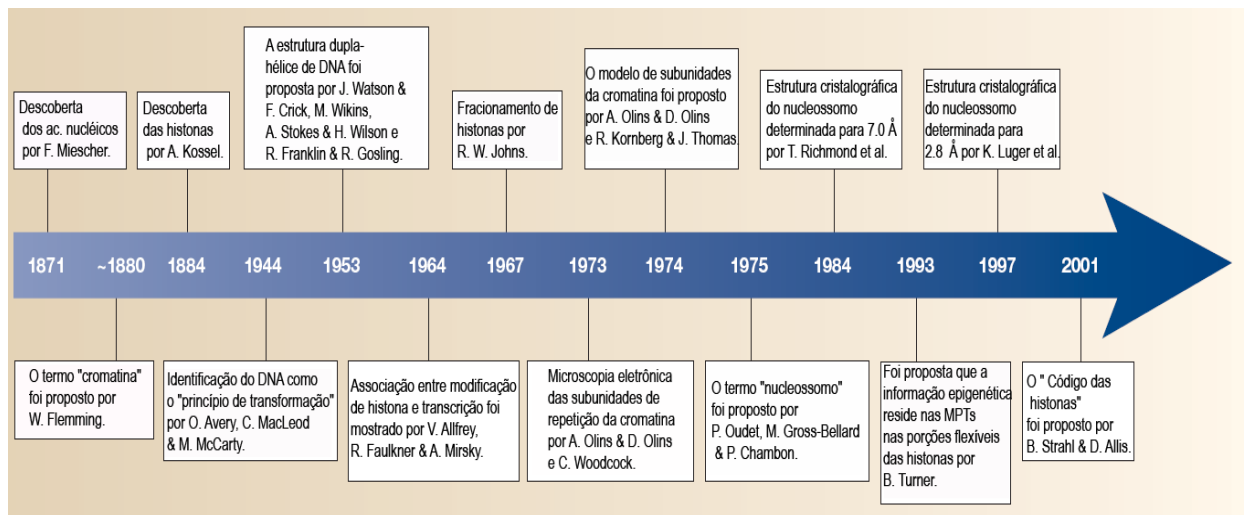 Descoberta
dos ac. nucléicos
por F. Miescher.
Descoberta
das histonas
por A. Kossel.
A estrutura dupla-
hélice de DNA foi
proposta por J. Watson &
F. Crick, M. Wikins,
A. Stokes & H. Wilson e
R. Franklin & R. Gosling.
Fracionamento de
histonas por
R. W. Johns.
O modelo de subunidades
da cromatina foi proposto
por A. Olins & D. Olins
e R. Kornberg & J. Thomas.
Estrutura cristalográfica
do nucleossomo
determinada para 7.0 Å
por T. Richmond et al.
Estrutura cristalográfica
do nucleossomo
determinada para
2.8 Å por K. Luger et al.
1871 ~1880 1884 1944 1953 1964 1967 1973 1974 1975 1984 1993 1997 2001
O termo "cromatina"
foi proposto por
W. Flemming.
Identificação do DNA como
o "princípio de transformação"
por O. Avery, C. MacLeod
& M. McCarty.
Associação entre modificação
de histona e transcrição foi
mostrado por V. Allfrey,
R. Faulkner & A. Mirsky.
Microscopia eletrônica
das subunidades de
repetição da cromatina
por A. Olins & D. Olins
e C. Woodcock.
O termo "nucleossomo"
foi proposto por
P. Oudet, M. Gross-Bellard
& P. Chambon.
Foi proposta que a
informação epigenética
reside nas MPTs
nas porções flexíveis
das histonas por
B. Turner.
O " Código das
histonas"
foi proposto por
B. Strahl & D. Allis.